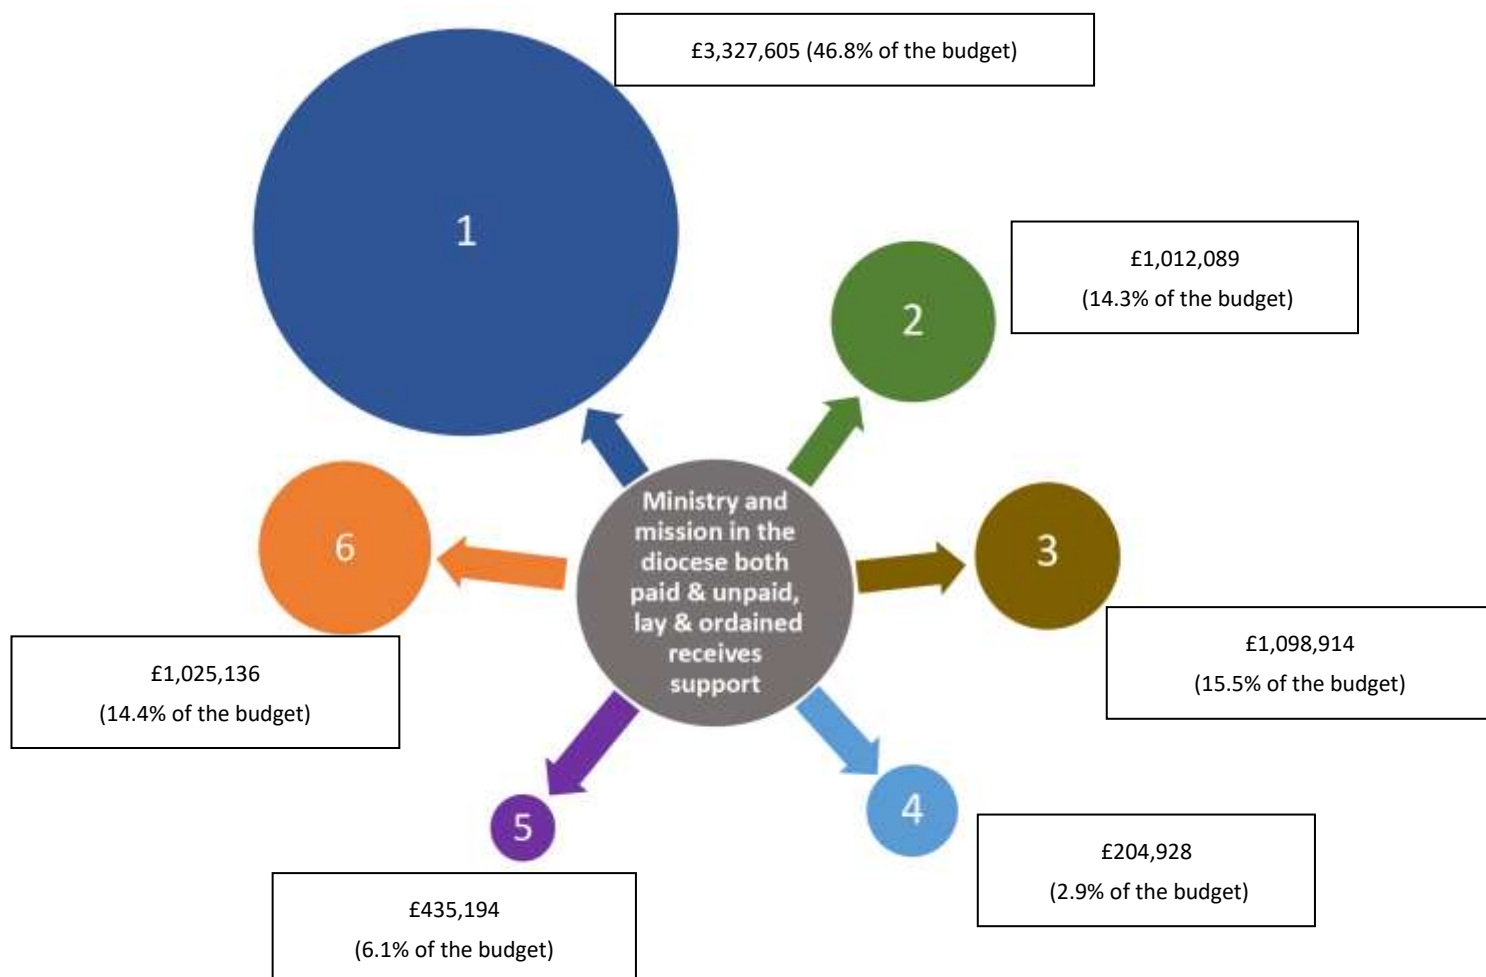 £3,327,605 (46.8% of the budget)
1
£1,012,089
(14.3% of the budget)
2
Ministry and
mission in the
diocese both
paid & unpaid,
lay & ordained
receives
support
3
£1,098,914
(15.5% of the budget)
6
£1,025,136
(14.4% of the budget)
4
£204,928
(2.9% of the budget)
5
£435,194
(6.1% of the budget)